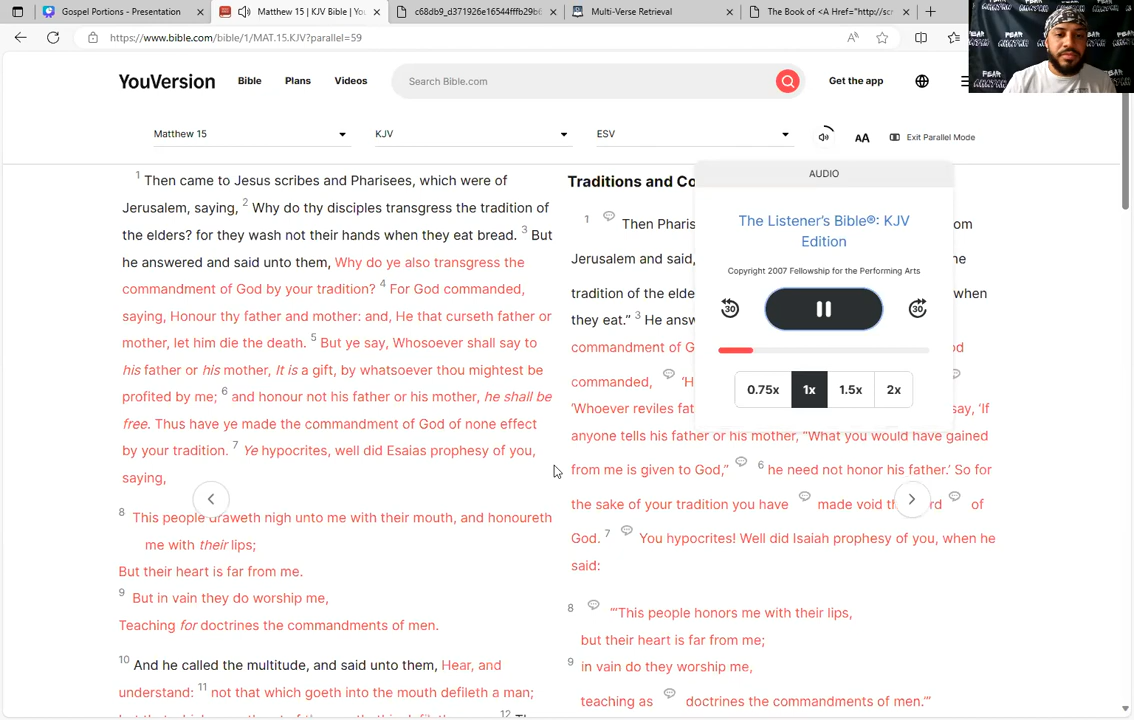 Gospel Portions - Presentation
Matthew 15 | KJV Bible | You
c68db9_d371926e16544fffb29b6
Multi-Verse Retrieval
The Book of <A Href="http://sc
https://www.bible.com/bible/1/MAT.15.KJV?parallel=59
YouVersion
Bible
Plans
Videos
Search Bible.com
Get the app
Matthew 15
KJV
ESV
AA
Exit Parallel Mode
1 Then came to Jesus scribes and Pharisees, which were of
Jerusalem, saying, 2 Why do thy disciples transgress the tradition of
the elders? for they wash not their hands when they eat bread. 3 But
he answered and said unto them, Why do ye also transgress the
commandment of God by your tradition? 4 For God commanded,
saying, Honour thy father and mother: and, He that curseth father or
mother, let him die the death. 5 But ye say, Whosoever shall say to
his father or his mother, It is a gift, by whatsoever thou mightest be
profited by me; 6 and honour not his father or his mother, he shall be
free. Thus have ye made the commandment of God of none effect
by your tradition. 7 Ye hypocrites, well did Esaias prophesy of you,
saying,
8 This people draweth nigh unto me with their mouth, and honoureth
me with their lips;
But their heart is far from me.
9 But in vain they do worship me,
Teaching for doctrines the commandments of men.
10 And he called the multitude, and said unto them, Hear, and
understand: 11 not that which goeth into the mouth defileth a man;
12
Traditions and Co
1 Then Pharis
om
Jerusalem and said,
tradition of the elde
when
they eat." 3 He answ
commandment of G
od
commanded, 'H
'Whoever reviles fat
say, 'If
anyone tells his father or his mother, "What you would have gained
from me is given to God," 6 he need not honor his father.' So for
the sake of your tradition you have made void th rd of
God. 7 You hypocrites! Well did Isaiah prophesy of you, when he
said:
8 "'This people honors me with their lips,
but their heart is far from me;
9 in vain do they worship me,
teaching as doctrines the commandments of men.'"
AUDIO
The Listener's Bible®: KJV
Edition
Copyright 2007 Fellowship for the Performing Arts
30
30
0.75x
1x
1.5x
2x